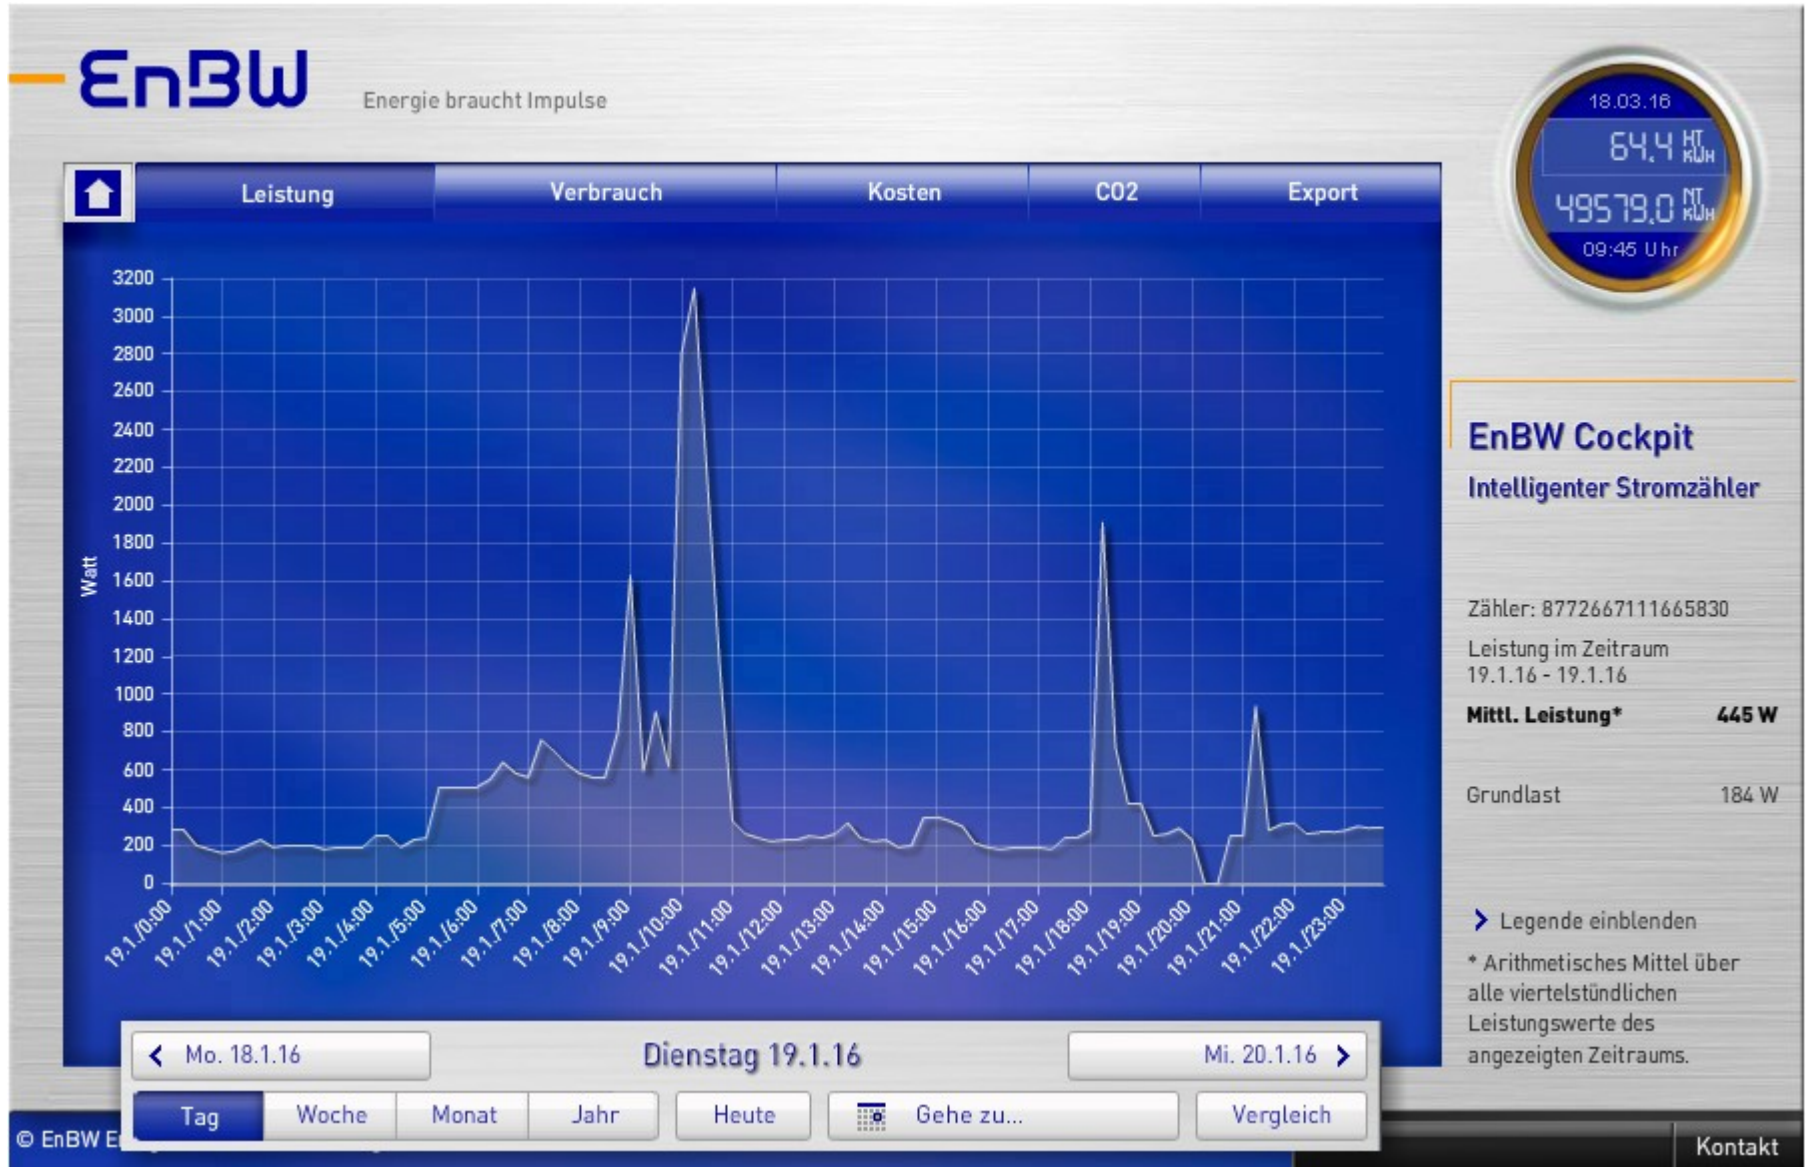 EnBW
Energie braucht Impulse
18.03.16
64,4 HT KWH
49579,0 NT KWH
09:45 Uhr
Leistung Verbrauch Kosten CO2 Export
Watt
3200
3000
2800
2600
2400
2200
2000
1800
1600
1400
1200
1000
800
600
400
200
0
19.1./0:00 19.1./1:00 19.1./2:00 19.1./3:00 19.1./4:00 19.1./5:00 19.1./6:00 19.1./7:00 19.1./8:00 19.1./9:00 19.1./10:00 19.1./11:00 19.1./12:00 19.1./13:00 19.1./14:00 19.1./15:00 19.1./16:00 19.1./17:00 19.1./18:00 19.1./19:00 19.1./20:00 19.1./21:00 19.1./22:00 19.1./23:00
EnBW Cockpit
Intelligenter Stromzähler
Zähler: 8772667111665830
Leistung im Zeitraum
19.1.16 - 19.1.16
Mittl. Leistung* 445 W
Grundlast 184 W
Legende einblenden
* Arithmetisches Mittel über
alle viertelstündlichen
Leistungswerte des
angezeigten Zeitraums.
Mo. 18.1.16 Dienstag 19.1.16 Mi. 20.1.16
Tag Woche Monat Jahr Heute Gehe zu... Vergleich
© EnBW
Kontakt